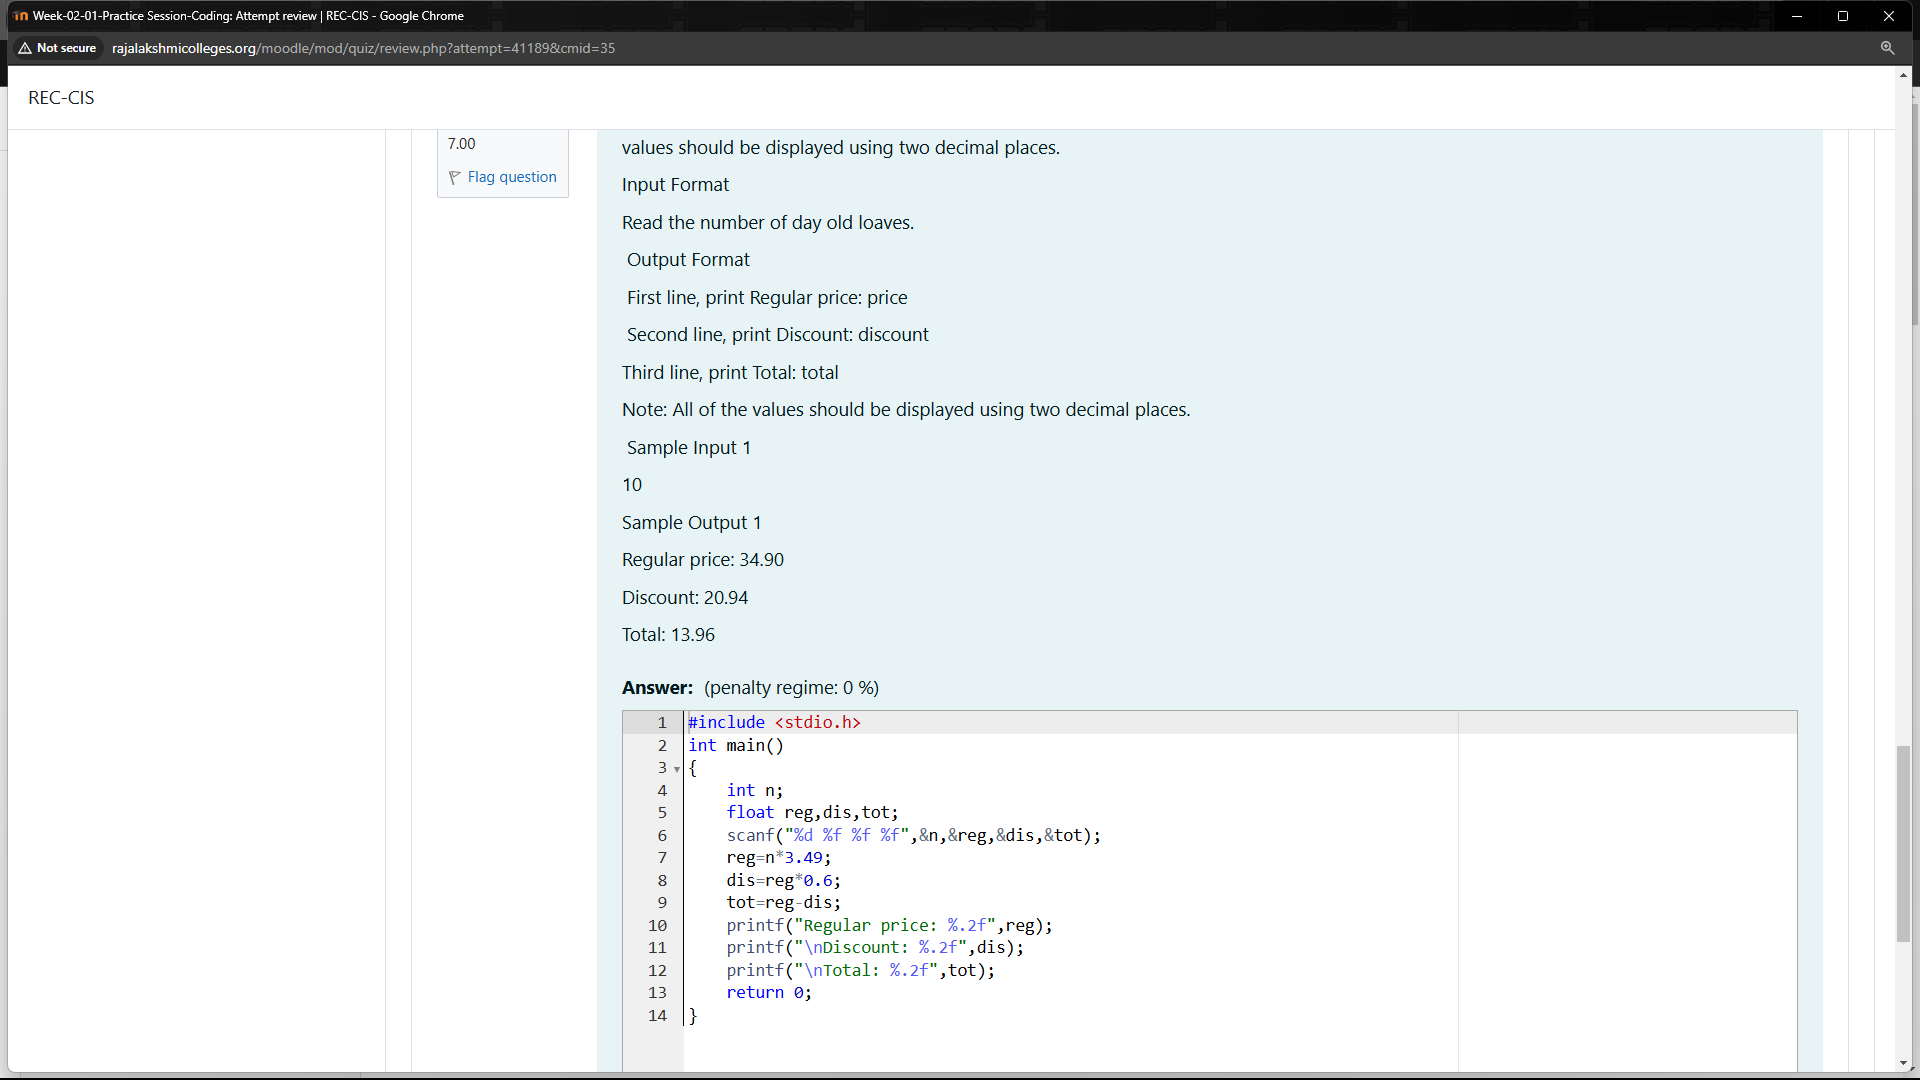 Week-02-01-Practice Session-Coding: Attempt review | REC-CIS - Google Chrome
Not secure rajalakshmicolleges.org/moodle/mod/quiz/review.php?attempt=41189&cmid=35
REC-CIS
7.00
Flag question
values should be displayed using two decimal places.
Input Format
Read the number of day old loaves.
Output Format
First line, print Regular price: price
Second line, print Discount: discount
Third line, print Total: total
Note: All of the values should be displayed using two decimal places.
Sample Input 1
10
Sample Output 1
Regular price: 34.90
Discount: 20.94
Total: 13.96
Answer: (penalty regime: 0 %)
1 #include <stdio.h>
2 int main()
3 {
4 int n;
5 float reg,dis,tot;
6 scanf("%d %f %f %f",&n,&reg,&dis,&tot);
7 reg=n*3.49;
8 dis=reg*0.6;
9 tot=reg-dis;
10 printf("Regular price: %.2f",reg);
11 printf("\nDiscount: %.2f",dis);
12 printf("\nTotal: %.2f",tot);
13 return 0;
14 }